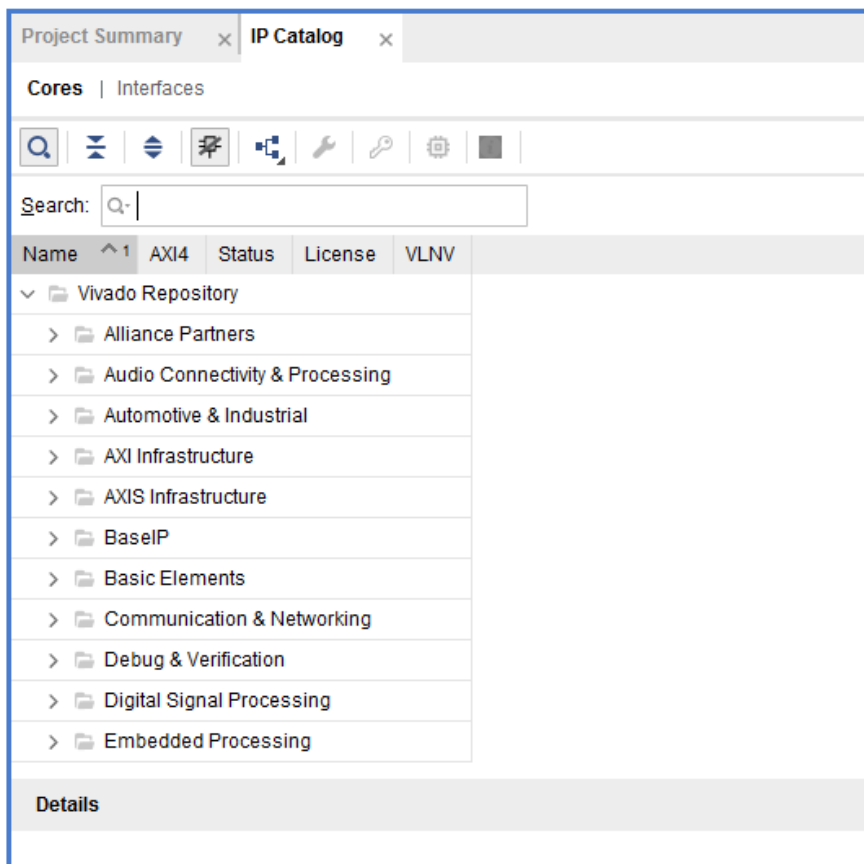 Project Summary IP Catalog
Cores | Interfaces
Search:
Name 1 AXI4 Status License VLNV
Vivado Repository
Alliance Partners
Audio Connectivity & Processing
Automotive & Industrial
AXI Infrastructure
AXIS Infrastructure
BaseIP
Basic Elements
Communication & Networking
Debug & Verification
Digital Signal Processing
Embedded Processing
Details